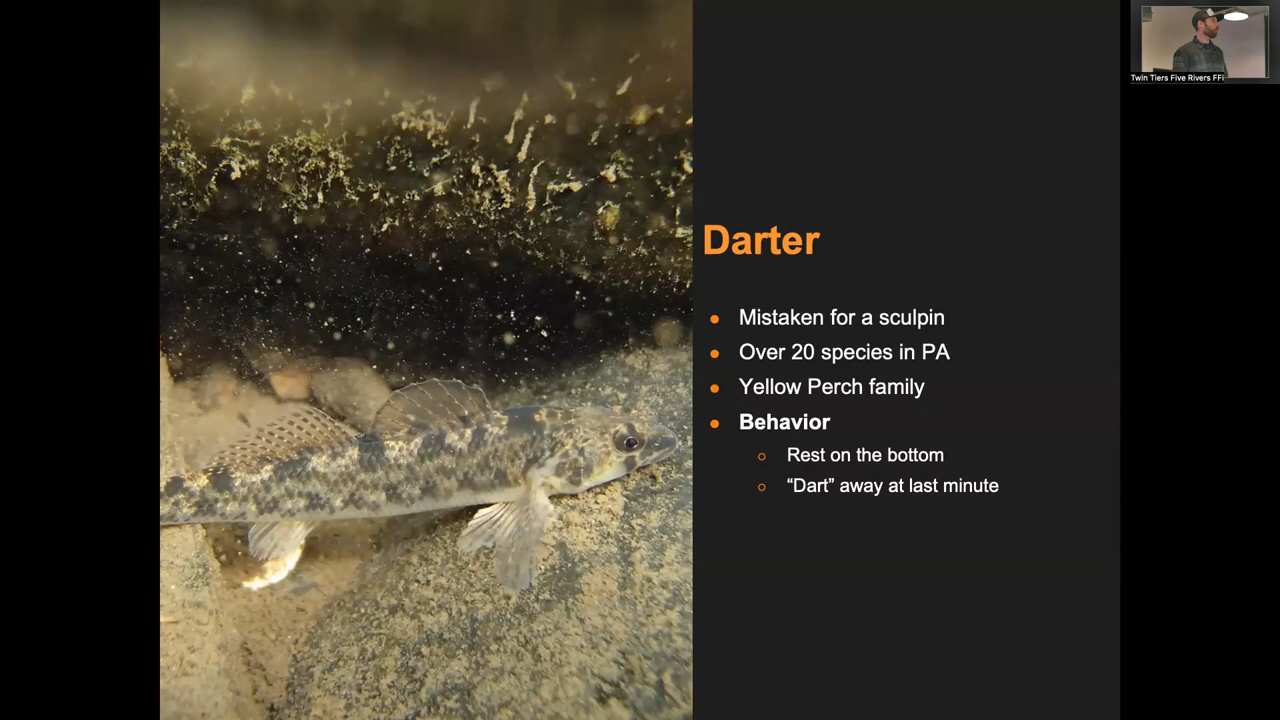 Twin Tiers Five Rivers FFi
Darter
Mistaken for a sculpin
Over 20 species in PA
Yellow Perch family
Behavior
Rest on the bottom
“Dart” away at last minute